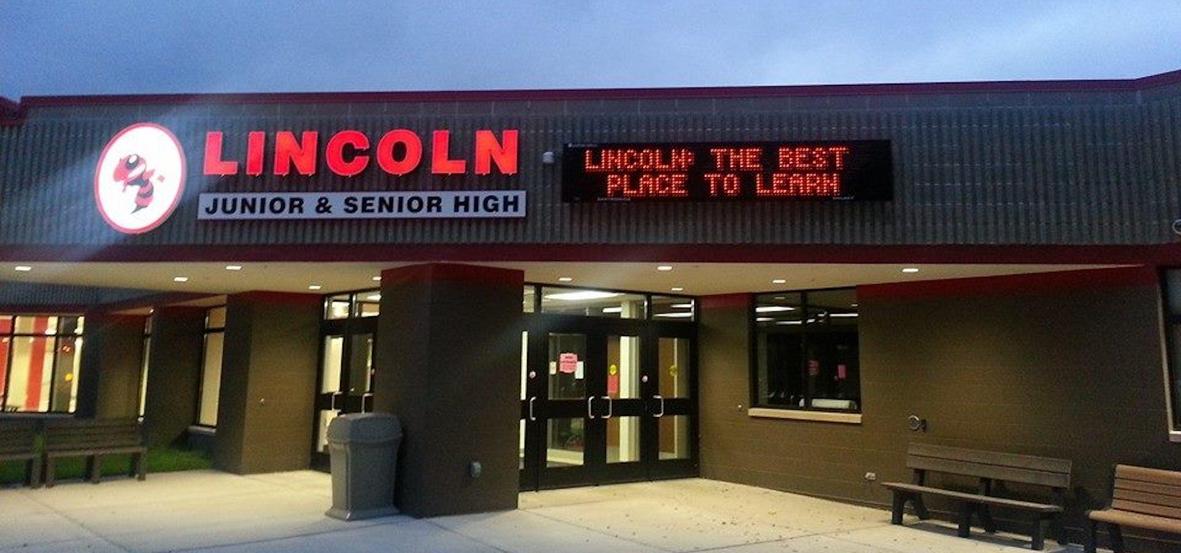 LINCOLN
JUNIOR & SENIOR HIGH
LINCOLN: THE BEST
PLACE TO LEARN